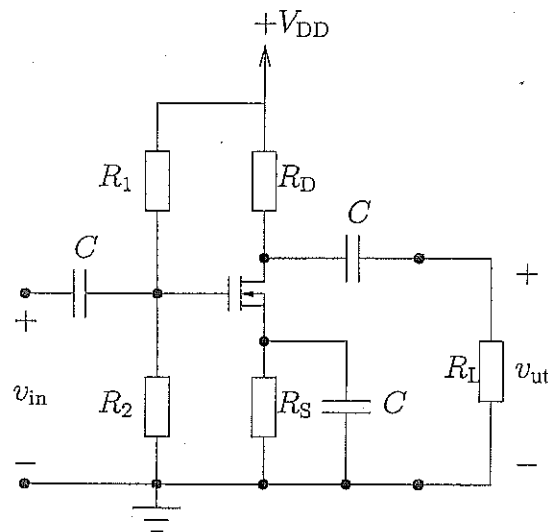 +V_DD
R_1
R_D
C
C
+
+
v_in
R_2
R_S
C
R_L
v_ut
−
−